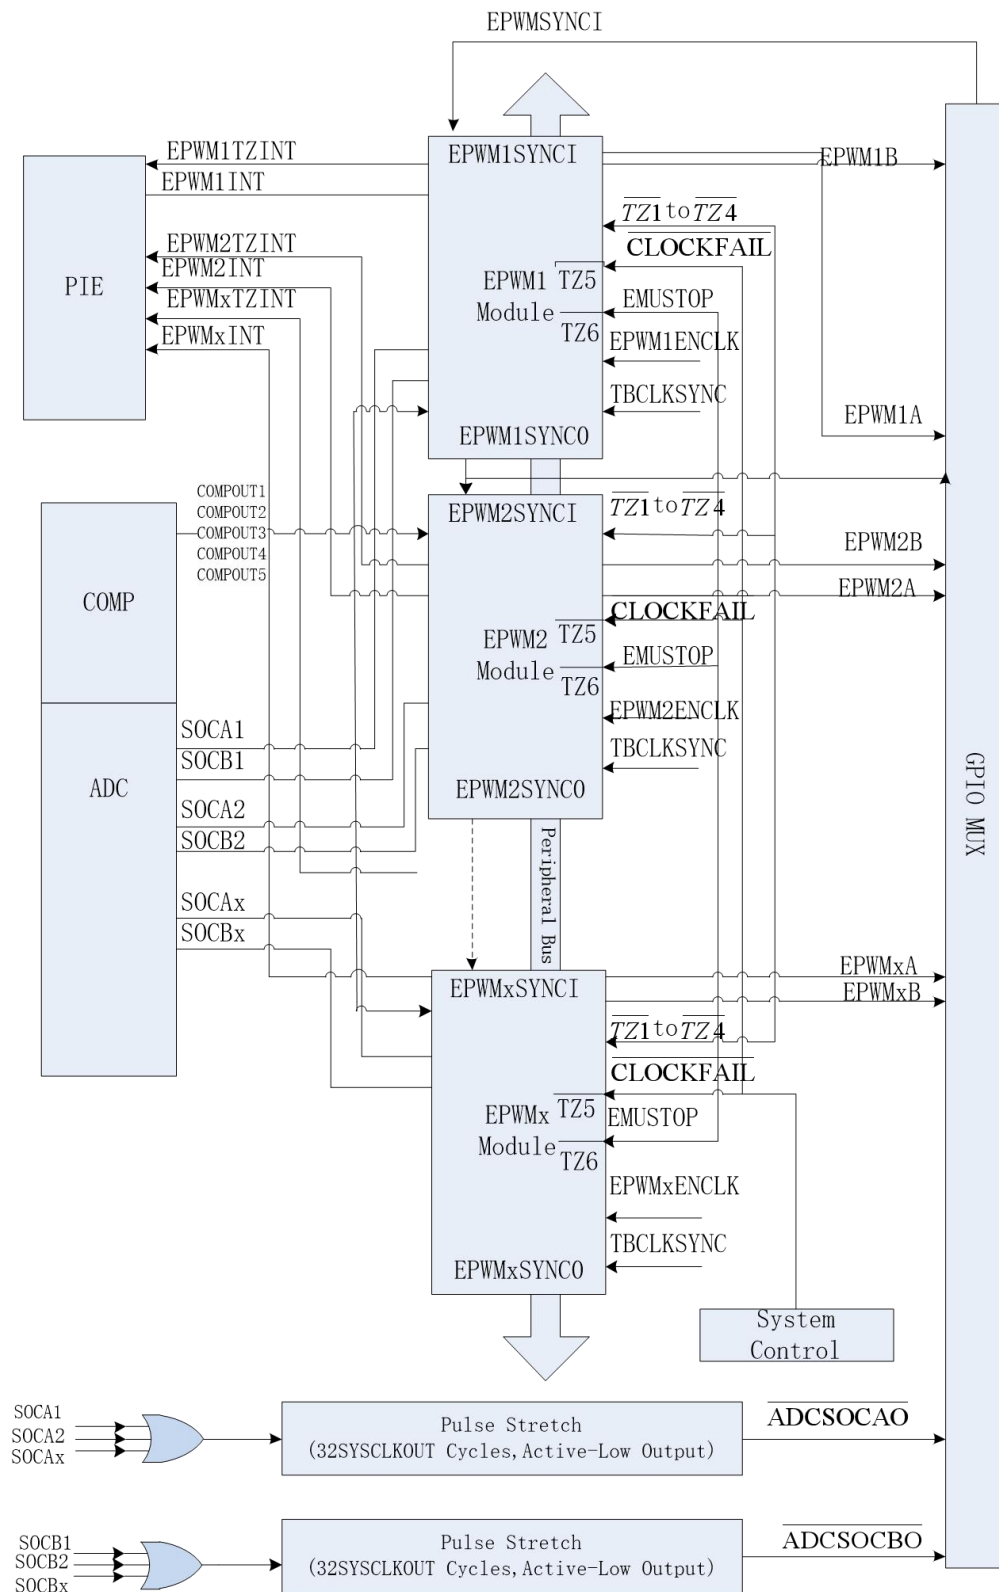 EPWMSYNCI
EPWM1SYNCI
EPWM1TZINT
EPWM1INT
EPWM1B
TZ1 to TZ4
CLOCKFAIL
EPWM2TZINT
EPWM2INT
EPWMxTZINT
EPWMxINT
PIE
EPWM1
Module
TZ5
TZ6
EMUSTOP
EPWM1ENCLK
TBCLKSYNC
EPWM1A
EPWM1SYNCO
COMPOUT1
COMPOUT2
COMPOUT3
COMPOUT4
COMPOUT5
EPWM2SYNCI
TZ1 to TZ4
EPWM2B
EPWM2A
COMP
CLOCKFAIL
EPWM2
Module
TZ5
TZ6
EMUSTOP
EPWM2ENCLK
TBCLKSYNC
EPWM2SYNCO
SOCA1
SOCB1
ADC
SOCA2
SOCB2
GPIO MUX
Peripheral Bus
SOCAx
SOCBx
EPWMxSYNCI
EPWMxA
EPWMxB
TZ1 to TZ4
CLOCKFAIL
EPWMx
Module
TZ5
TZ6
EMUSTOP
EPWMxENCLK
TBCLKSYNC
EPWMxSYNCO
System
Control
SOCA1
SOCA2
SOCAx
Pulse Stretch
(32SYSCLKOUT Cycles,Active-Low Output)
ADCSOCAO
SOCB1
SOCB2
SOCBx
Pulse Stretch
(32SYSCLKOUT Cycles,Active-Low Output)
ADCSOCBO